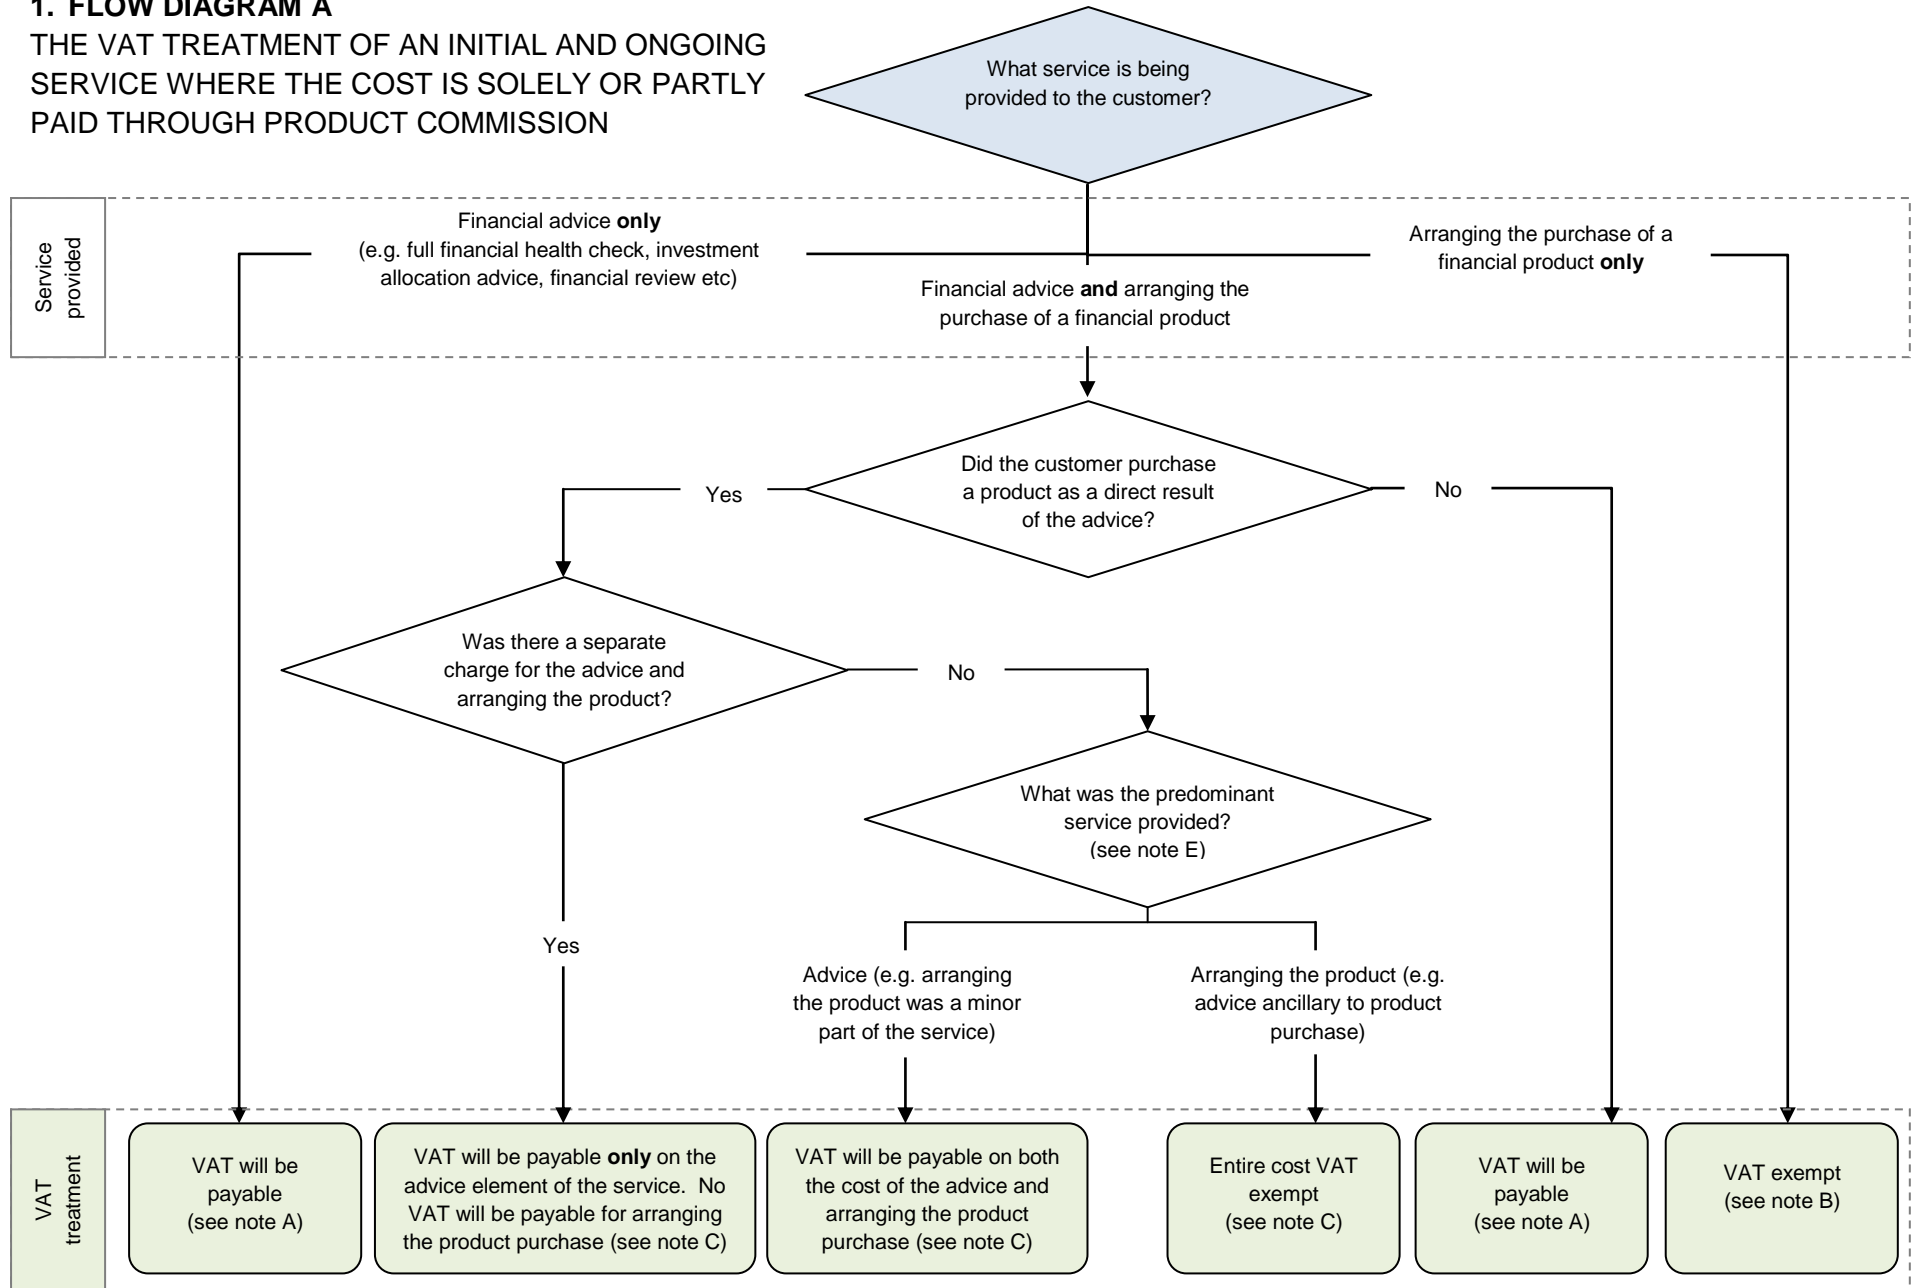 1. FLOW DIAGRAM A
THE VAT TREATMENT OF AN INITIAL AND ONGOING
SERVICE WHERE THE COST IS SOLELY OR PARTLY
PAID THROUGH PRODUCT COMMISSION
What service is being
provided to the customer?
Service
provided
Financial advice only
(e.g. full financial health check, investment
allocation advice, financial review etc)
Financial advice and arranging the
purchase of a financial product
Arranging the purchase of a
financial product only
Did the customer purchase
a product as a direct result
of the advice?
Yes
No
Was there a separate
charge for the advice and
arranging the product?
No
What was the predominant
service provided?
(see note E)
Yes
Advice (e.g. arranging
the product was a minor
part of the service)
Arranging the product (e.g.
advice ancillary to product
purchase)
VAT
treatment
VAT will be
payable
(see note A)
VAT will be payable only on the
advice element of the service. No
VAT will be payable for arranging
the product purchase (see note C)
VAT will be payable on both
the cost of the advice and
arranging the product
purchase (see note C)
Entire cost VAT
exempt
(see note C)
VAT will be
payable
(see note A)
VAT exempt
(see note B)